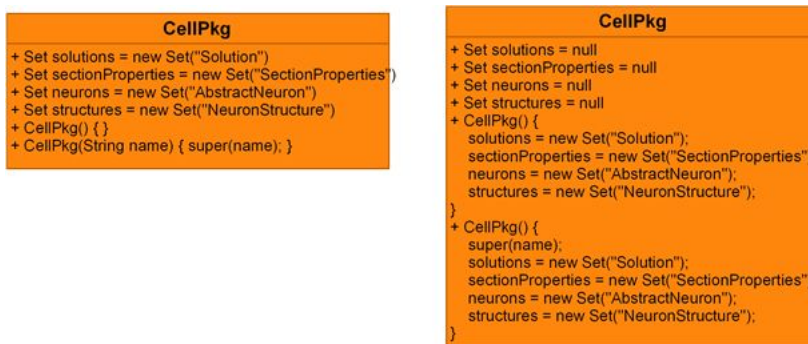 CellPkg
+ Set solutions = new Set("Solution")
+ Set sectionProperties = new Set("SectionProperties")
+ Set neurons = new Set("AbstractNeuron")
+ Set structures = new Set("NeuronStructure")
+ CellPkg() { }
+ CellPkg(String name) { super(name); }
CellPkg
+ Set solutions = null
+ Set sectionProperties = null
+ Set neurons = null
+ Set structures = null
+ CellPkg() {
solutions = new Set("Solution");
sectionProperties = new Set("SectionProperties"
neurons = new Set("AbstractNeuron");
structures = new Set("NeuronStructure");
}
+ CellPkg() {
super(name);
solutions = new Set("Solution");
sectionProperties = new Set("SectionProperties"
neurons = new Set("AbstractNeuron");
structures = new Set("NeuronStructure");
}